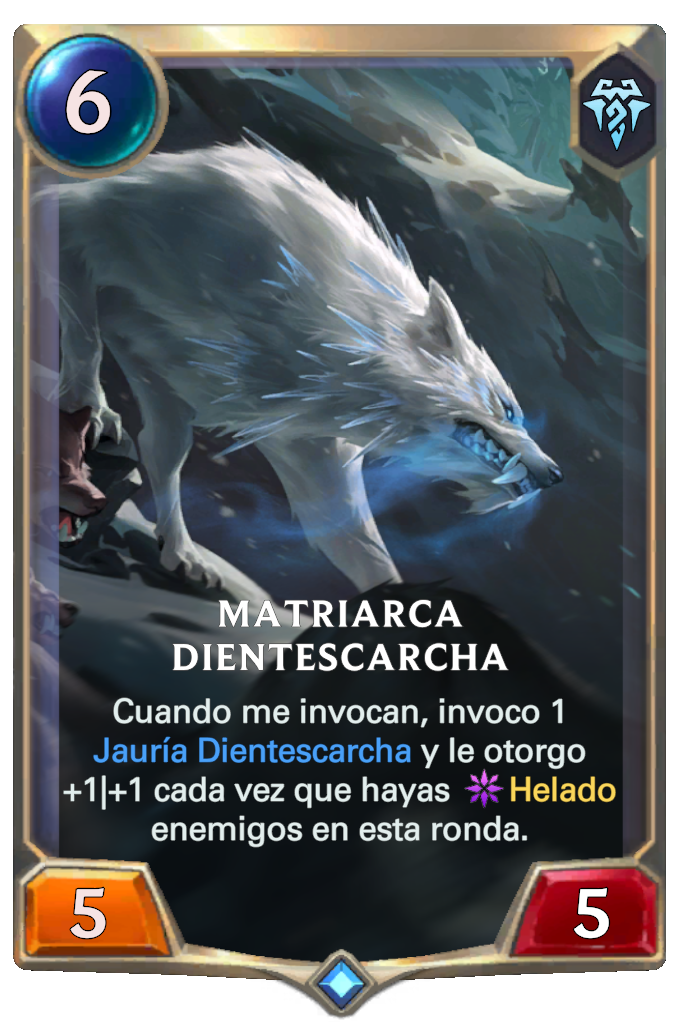 6
MATRIARCA
DIENTESCARCHA
Cuando me invocan, invoco 1
Jauría Dientescarcha y le otorgo
+1|+1 cada vez que hayas Helado
enemigos en esta ronda.
5
5